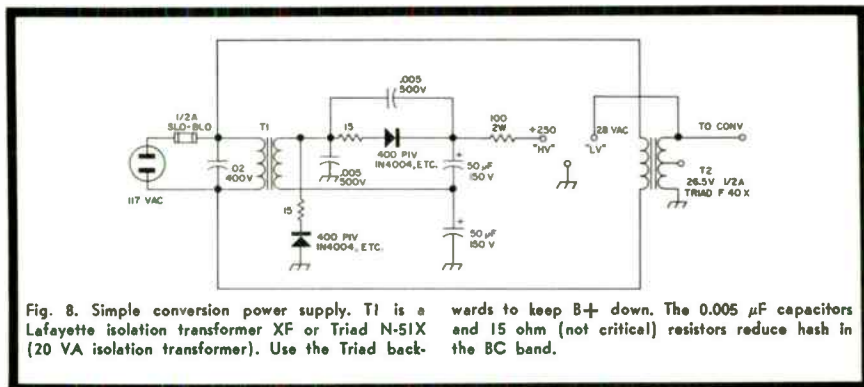 1/2A
SLO-BLO
117 VAC
.02
400V
T1
15
400 PIV
IN4004, ETC.
.005
500V
.005
500V
15
400 PIV
IN4004, ETC.
50 μF
150 V
50 μF
150 V
100
2W
+250
"HV"
28 VAC
"LV"
TO CONV
T2
26.5V 1/2A
TRIAD F 40 X
Fig. 8. Simple conversion power supply. T1 is a
Lafayette isolation transformer XF or Triad N-51X
(20 VA isolation transformer). Use the Triad back-
wards to keep B+ down. The 0.005 μF capacitors
and 15 ohm (not critical) resistors reduce hash in
the BC band.